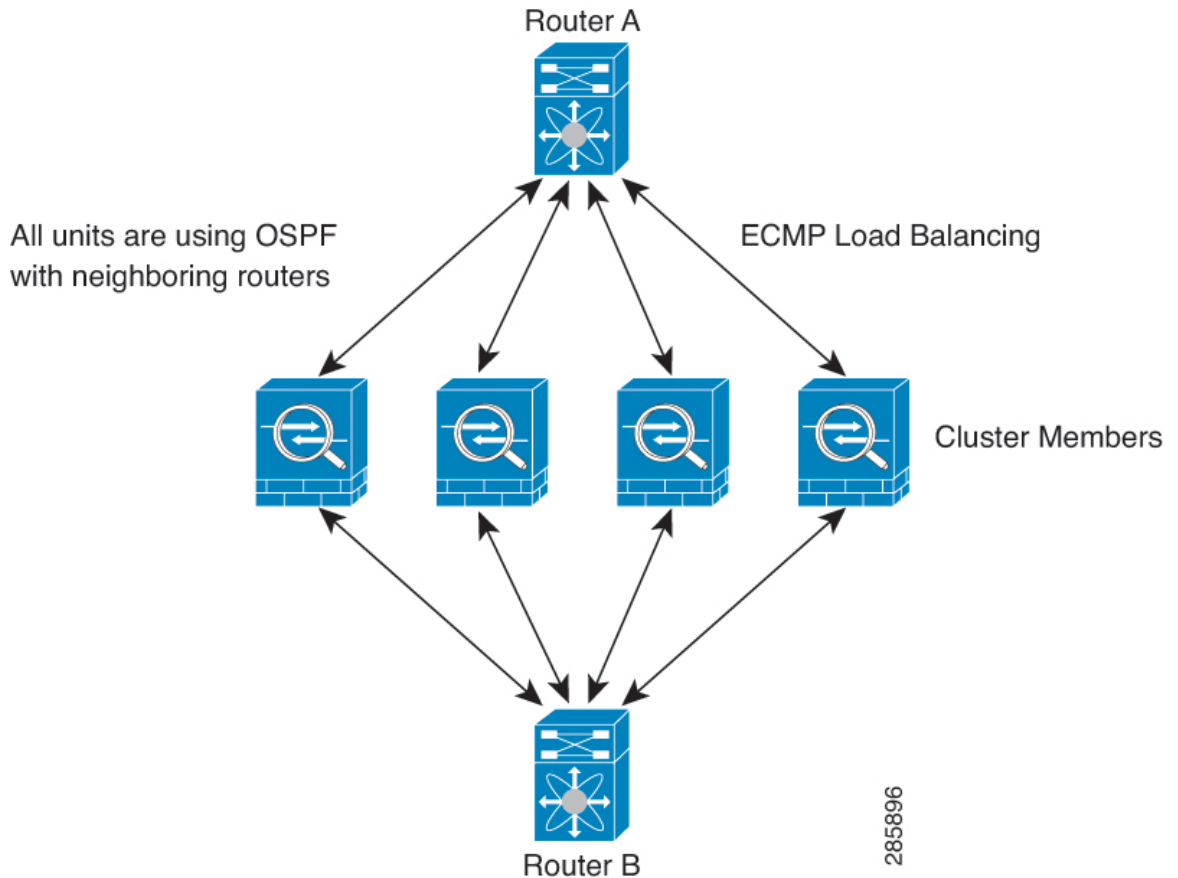 Router A
All units are using OSPF
with neighboring routers
ECMP Load Balancing
Cluster Members
Router B
285896